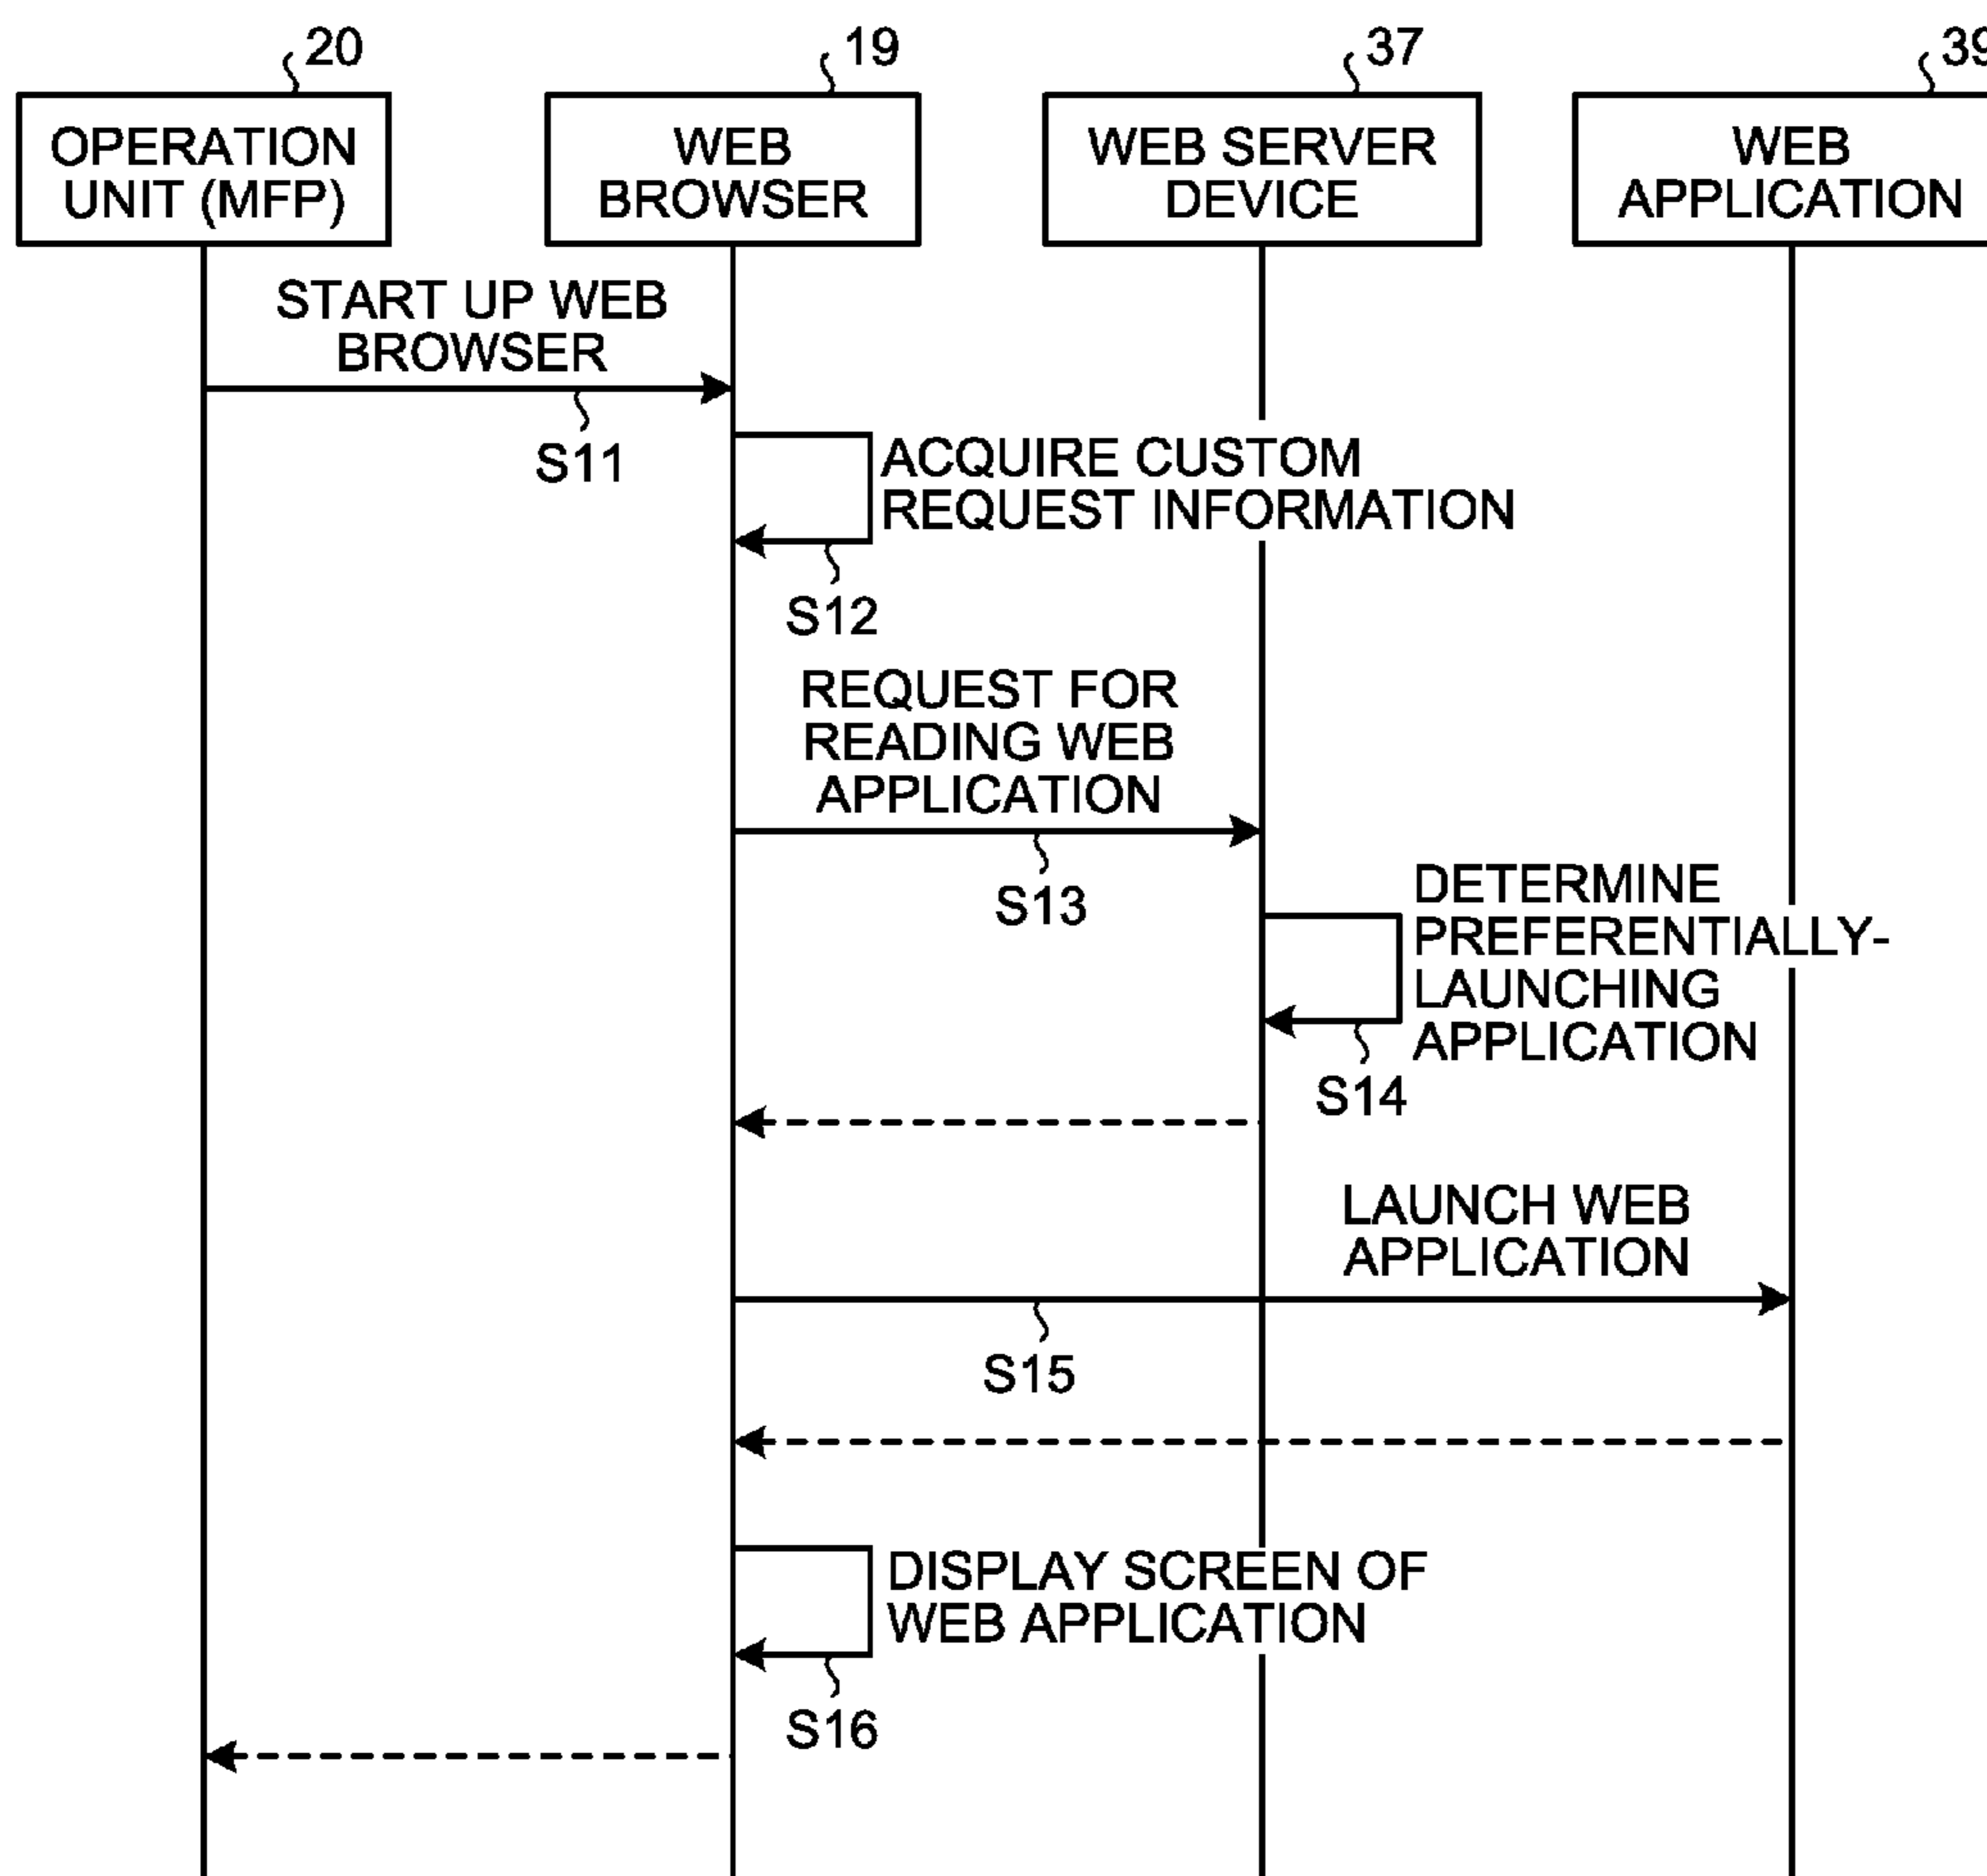 20
19
37
39
OPERATION
UNIT (MFP)
WEB
BROWSER
WEB SERVER
DEVICE
WEB
APPLICATION
START UP WEB
BROWSER
S11
ACQUIRE CUSTOM
REQUEST INFORMATION
S12
REQUEST FOR
READING WEB
APPLICATION
S13
DETERMINE
PREFERENTIALLY-
LAUNCHING
APPLICATION
S14
LAUNCH WEB
APPLICATION
S15
DISPLAY SCREEN OF
WEB APPLICATION
S16